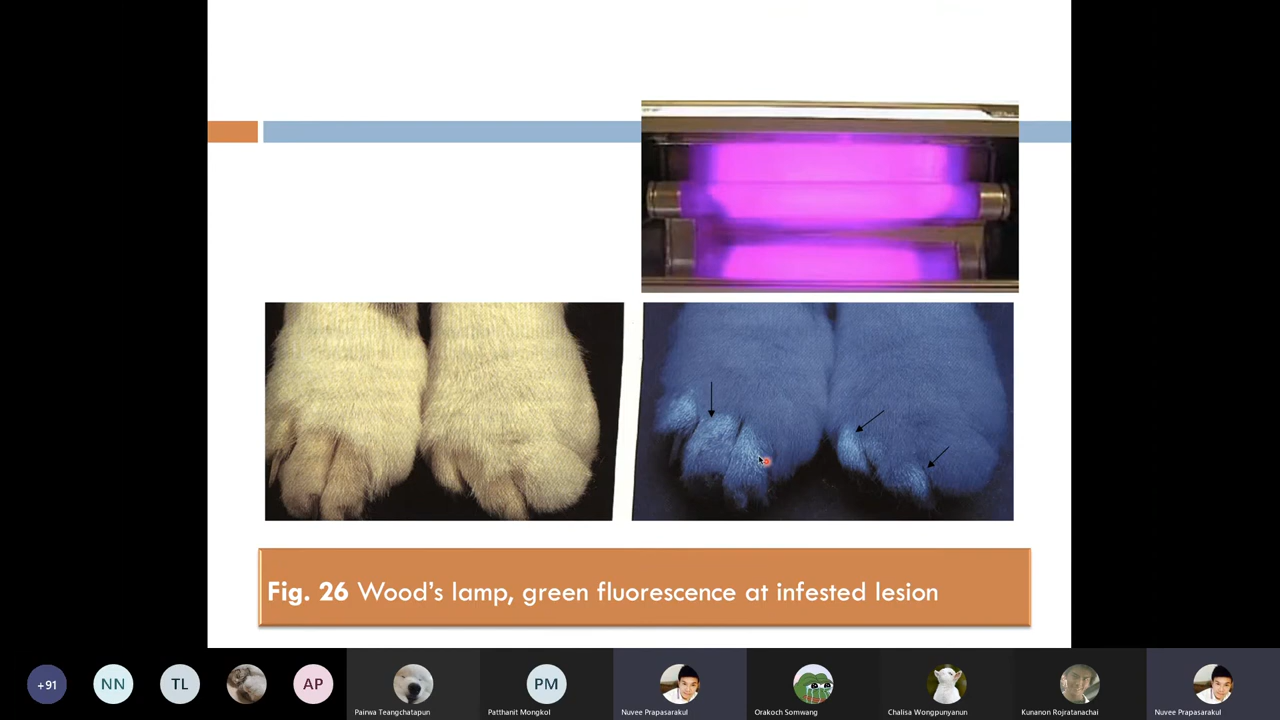 Fig. 26 Wood's lamp, green fluorescence at infested lesion
+91
NN
TL
AP
PM
Pairwa Teangchatapun
Patthanit Mongkol
Nuvee Prapasarakul
Orakoch Somwang
Chalisa Wongpunyanun
Kunanon Rojratanachai
Nuvee Prapasarakul